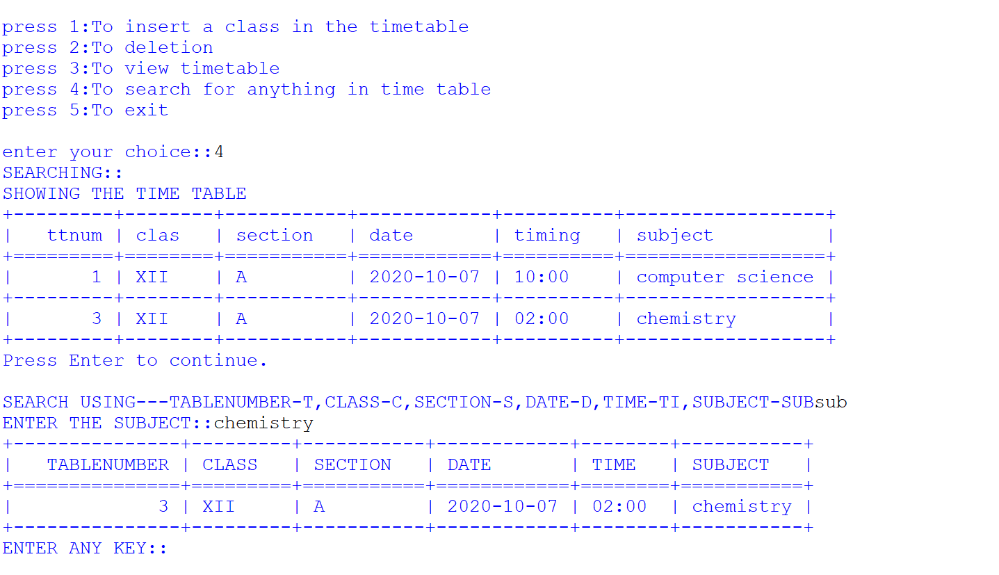 press 1:To insert a class in the timetable
press 2:To deletion
press 3:To view timetable
press 4:To search for anything in time table
press 5:To exit
enter your choice::4
SEARCHING::
SHOWING THE TIME TABLE
+---------+--------+-----------+------------+----------+------------------+
|   ttnum | clas   | section   | date       | timing   | subject          |
+=========+========+===========+============+==========+==================+
|       1 | XII    | A         | 2020-10-07 | 10:00    | computer science |
+---------+--------+-----------+------------+----------+------------------+
|       3 | XII    | A         | 2020-10-07 | 02:00    | chemistry        |
+---------+--------+-----------+------------+----------+------------------+
Press Enter to continue.
SEARCH USING---TABLENUMBER-T,CLASS-C,SECTION-S,DATE-D,TIME-TI,SUBJECT-SUBsub
ENTER THE SUBJECT::chemistry
+---------------+---------+-----------+------------+--------+-----------+
|   TABLENUMBER | CLASS   | SECTION   | DATE       | TIME   | SUBJECT   |
+===============+=========+===========+============+========+===========+
|             3 | XII     | A         | 2020-10-07 | 02:00  | chemistry |
+---------------+---------+-----------+------------+--------+-----------+
ENTER ANY KEY::